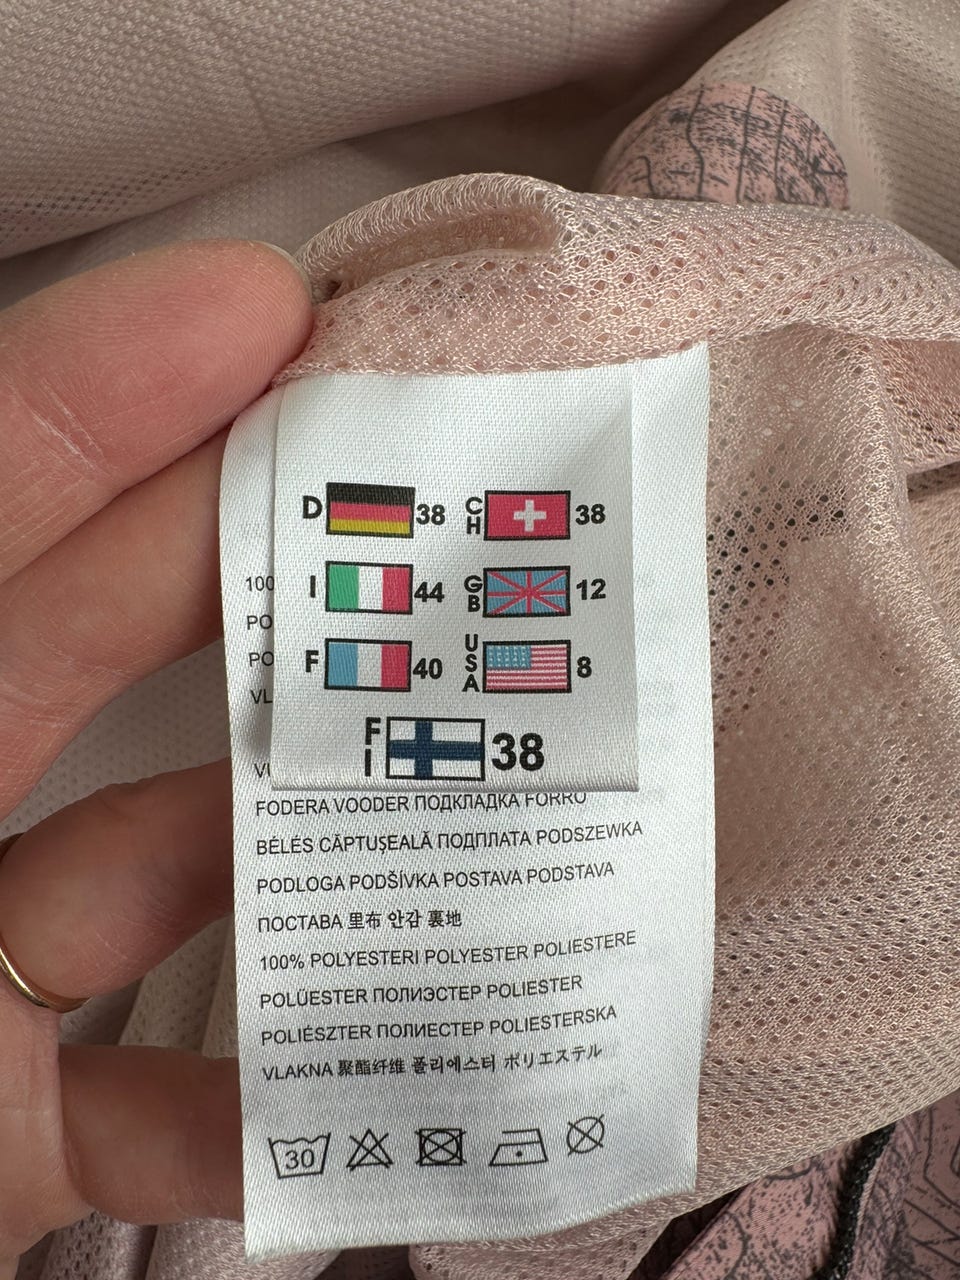 D 38 CH 38
I 44 GB 12
F 40 USA 8
FI 38
100
PO
PO
VL
FODERA VOODER ПОДКЛАДКА FORRO
BÉLÉS CĂPTUŞEALĂ ПОДПЛАТА PODSZEWKA
PODLOGA PODŠÍVKA POSTAVA PODSTAVA
ПОСТАВА 里布 안감 裏地
100% POLYESTERI POLYESTER POLIESTERE
POLÜESTER ПОЛИЭСТЕР POLIESTER
POLIÉSZTER ПОЛИЕСТЕР POLIESTERSKA
VLAKNA 聚酯纤维 폴리에스터 ポリエステル
30